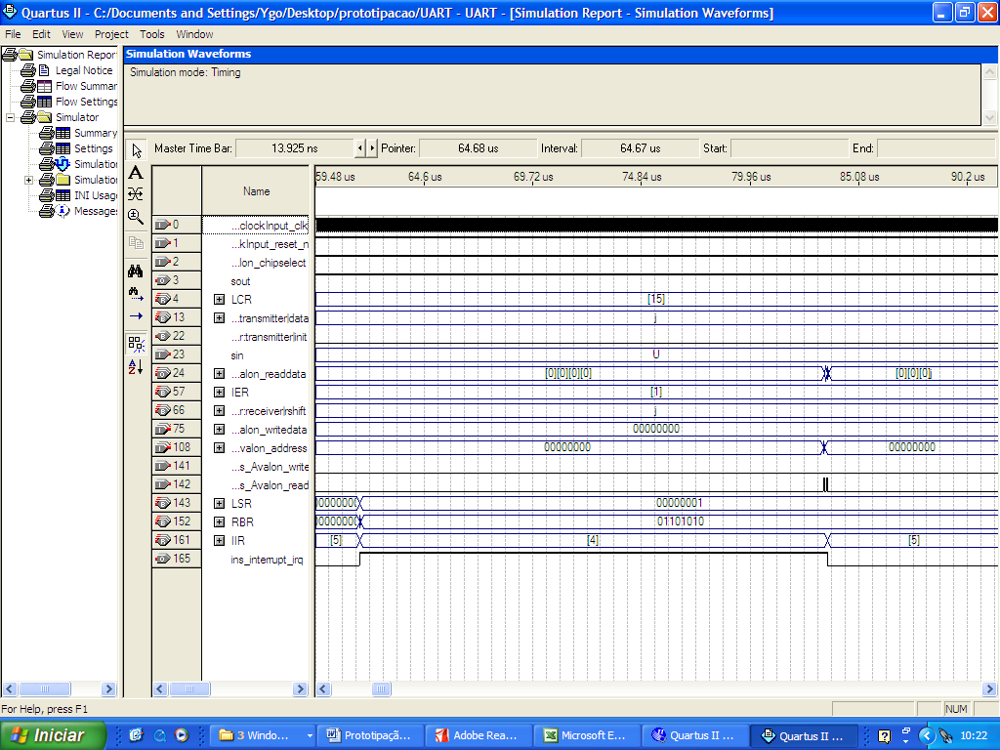 Quartus II - C:/Documents and Settings/Ygo/Desktop/prototipacao/UART - UART - [Simulation Report - Simulation Waveforms]
File Edit View Project Tools Window
Simulation Report
Legal Notice
Flow Summar
Flow Settings
Simulator
Summary
Settings
Simulatio
Simulatio
INI Usage
Messages
Simulation Waveforms
Simulation mode: Timing
Master Time Bar: 13.925 ns Pointer: 64.68 us Interval: 64.67 us Start: End:
Name
59.48 us 64.6 us 69.72 us 74.84 us 79.96 us 85.08 us 90.2 us
0 ...clockInput_clk
1 ...kInput_reset_n
2 ...lon_chipselect
3 sout
4 LCR [15]
13 ...transmitter|data j
22 ...r:transmitter|init
23 sin U
24 ...alon_readdata [0][0][0][0] [0][0][0]j
57 IER [1]
66 ...r:receiver|rshift j
75 ...alon_writedata 00000000
108 ...valon_address 00000000 00000000
141 ...s_Avalon_write
142 ...s_Avalon_read
143 LSR 00000000 00000001
152 RBR 00000000 01101010
161 IIR [5] [4] [5]
165 ins_interrupt_irq
For Help, press F1
NUM
Iniciar
3 Windo...
Prototipaçã...
Adobe Rea...
Microsoft E...
Quartus II ...
Quartus II ...
10:22